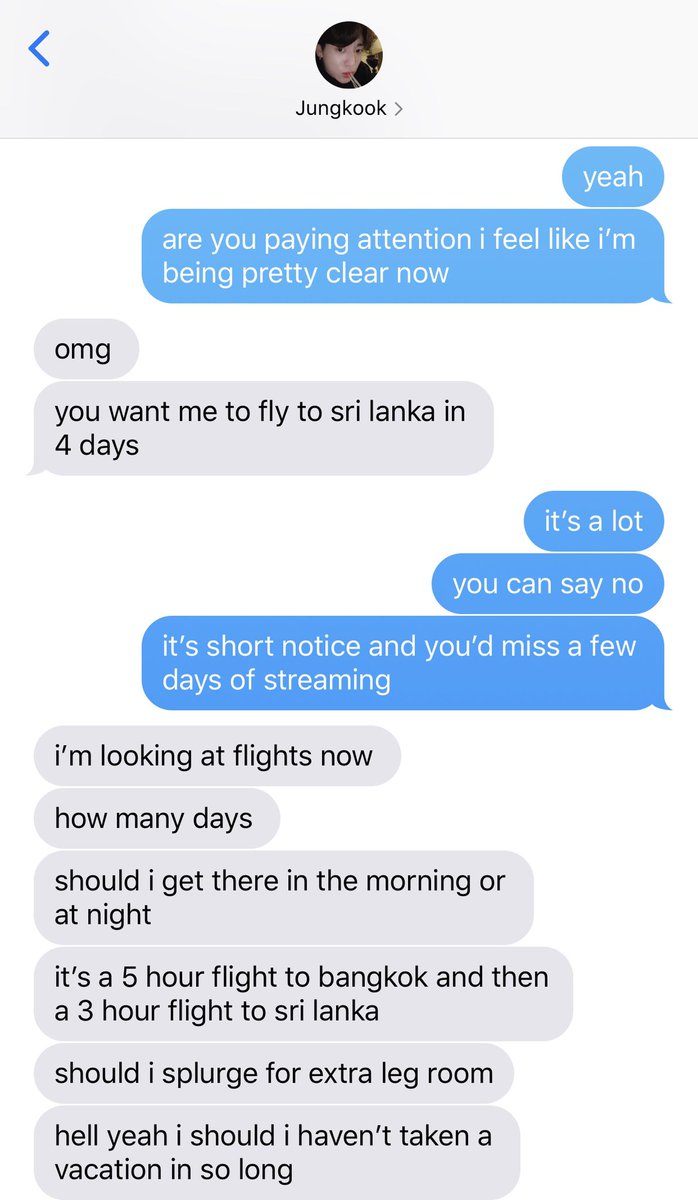 Jungkook
yeah
are you paying attention i feel like i’m
being pretty clear now
omg
you want me to fly to sri lanka in
4 days
it’s a lot
you can say no
it’s short notice and you’d miss a few
days of streaming
i’m looking at flights now
how many days
should i get there in the morning or
at night
it’s a 5 hour flight to bangkok and then
a 3 hour flight to sri lanka
should i splurge for extra leg room
hell yeah i should i haven’t taken a
vacation in so long